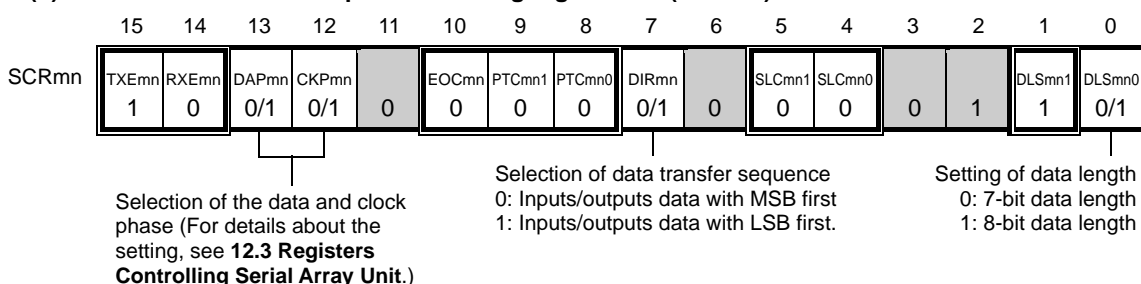 15 14 13 12 11 10 9 8 7 6 5 4 3 2 1 0
SCRmn
TXEmn RXEmn DAPmn CKPmn EOCmn PTCmn1 PTCmn0 DIRmn SLCmn1 SLCmn0 DLSmn1 DLSmn0
1 0 0/1 0/1 0 0 0 0 0/1 0 0 0 0 1 1 0/1
Selection of the data and clock
phase (For details about the
setting, see 12.3 Registers
Controlling Serial Array Unit.)
Selection of data transfer sequence
0: Inputs/outputs data with MSB first
1: Inputs/outputs data with LSB first.
Setting of data length
0: 7-bit data length
1: 8-bit data length